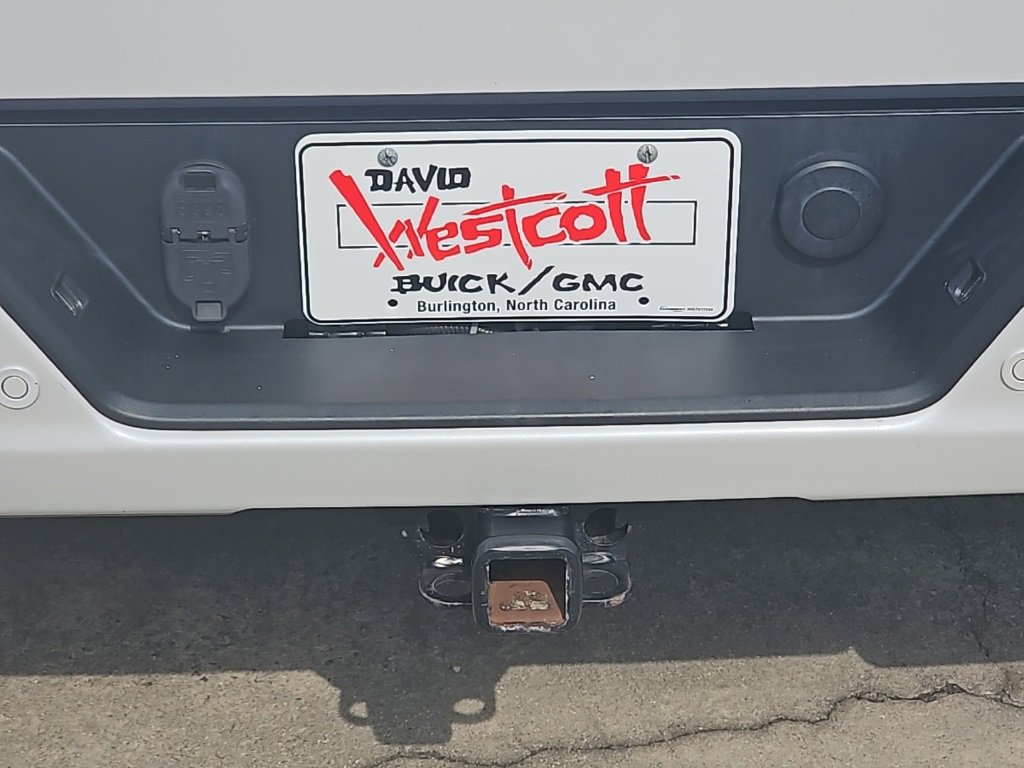 DAVID
Westcott
BUICK/GMC
Burlington, North Carolina